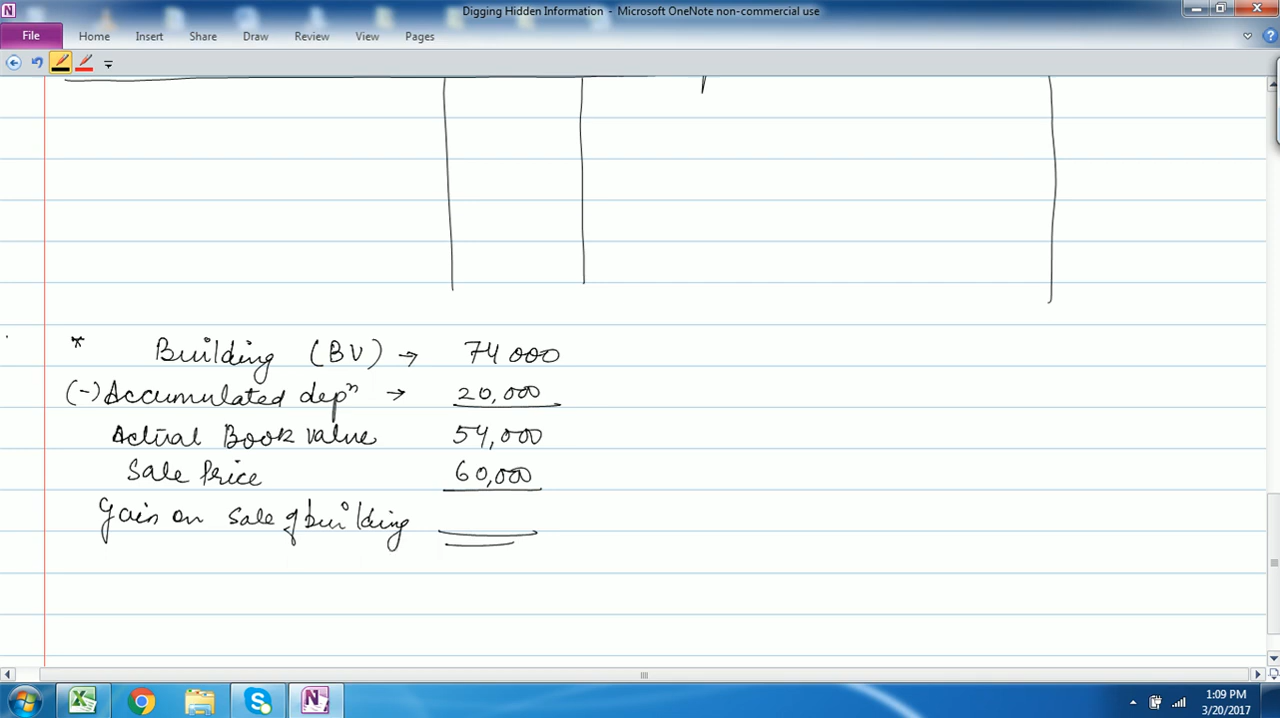 Digging Hidden Information - Microsoft OneNote non-commercial use
File Home Insert Share Draw Review View Pages
* Building (BV) → 74000
(-) Accumulated depⁿ → 20,000
Actual Book value 54,000
Sale Price 60,000
Gain on sale of building
1:09 PM
3/20/2017